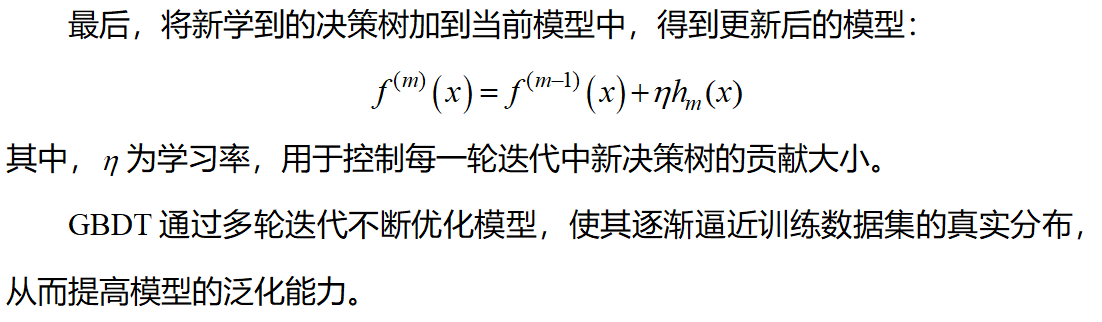 最后，将新学到的决策树加到当前模型中，得到更新后的模型：
f^{(m)}(x) = f^{(m-1)}(x) + ηh_m(x)
其中，η 为学习率，用于控制每一轮迭代中新决策树的贡献大小。
GBDT 通过多轮迭代不断优化模型，使其逐渐逼近训练数据集的真实分布，
从而提高模型的泛化能力。